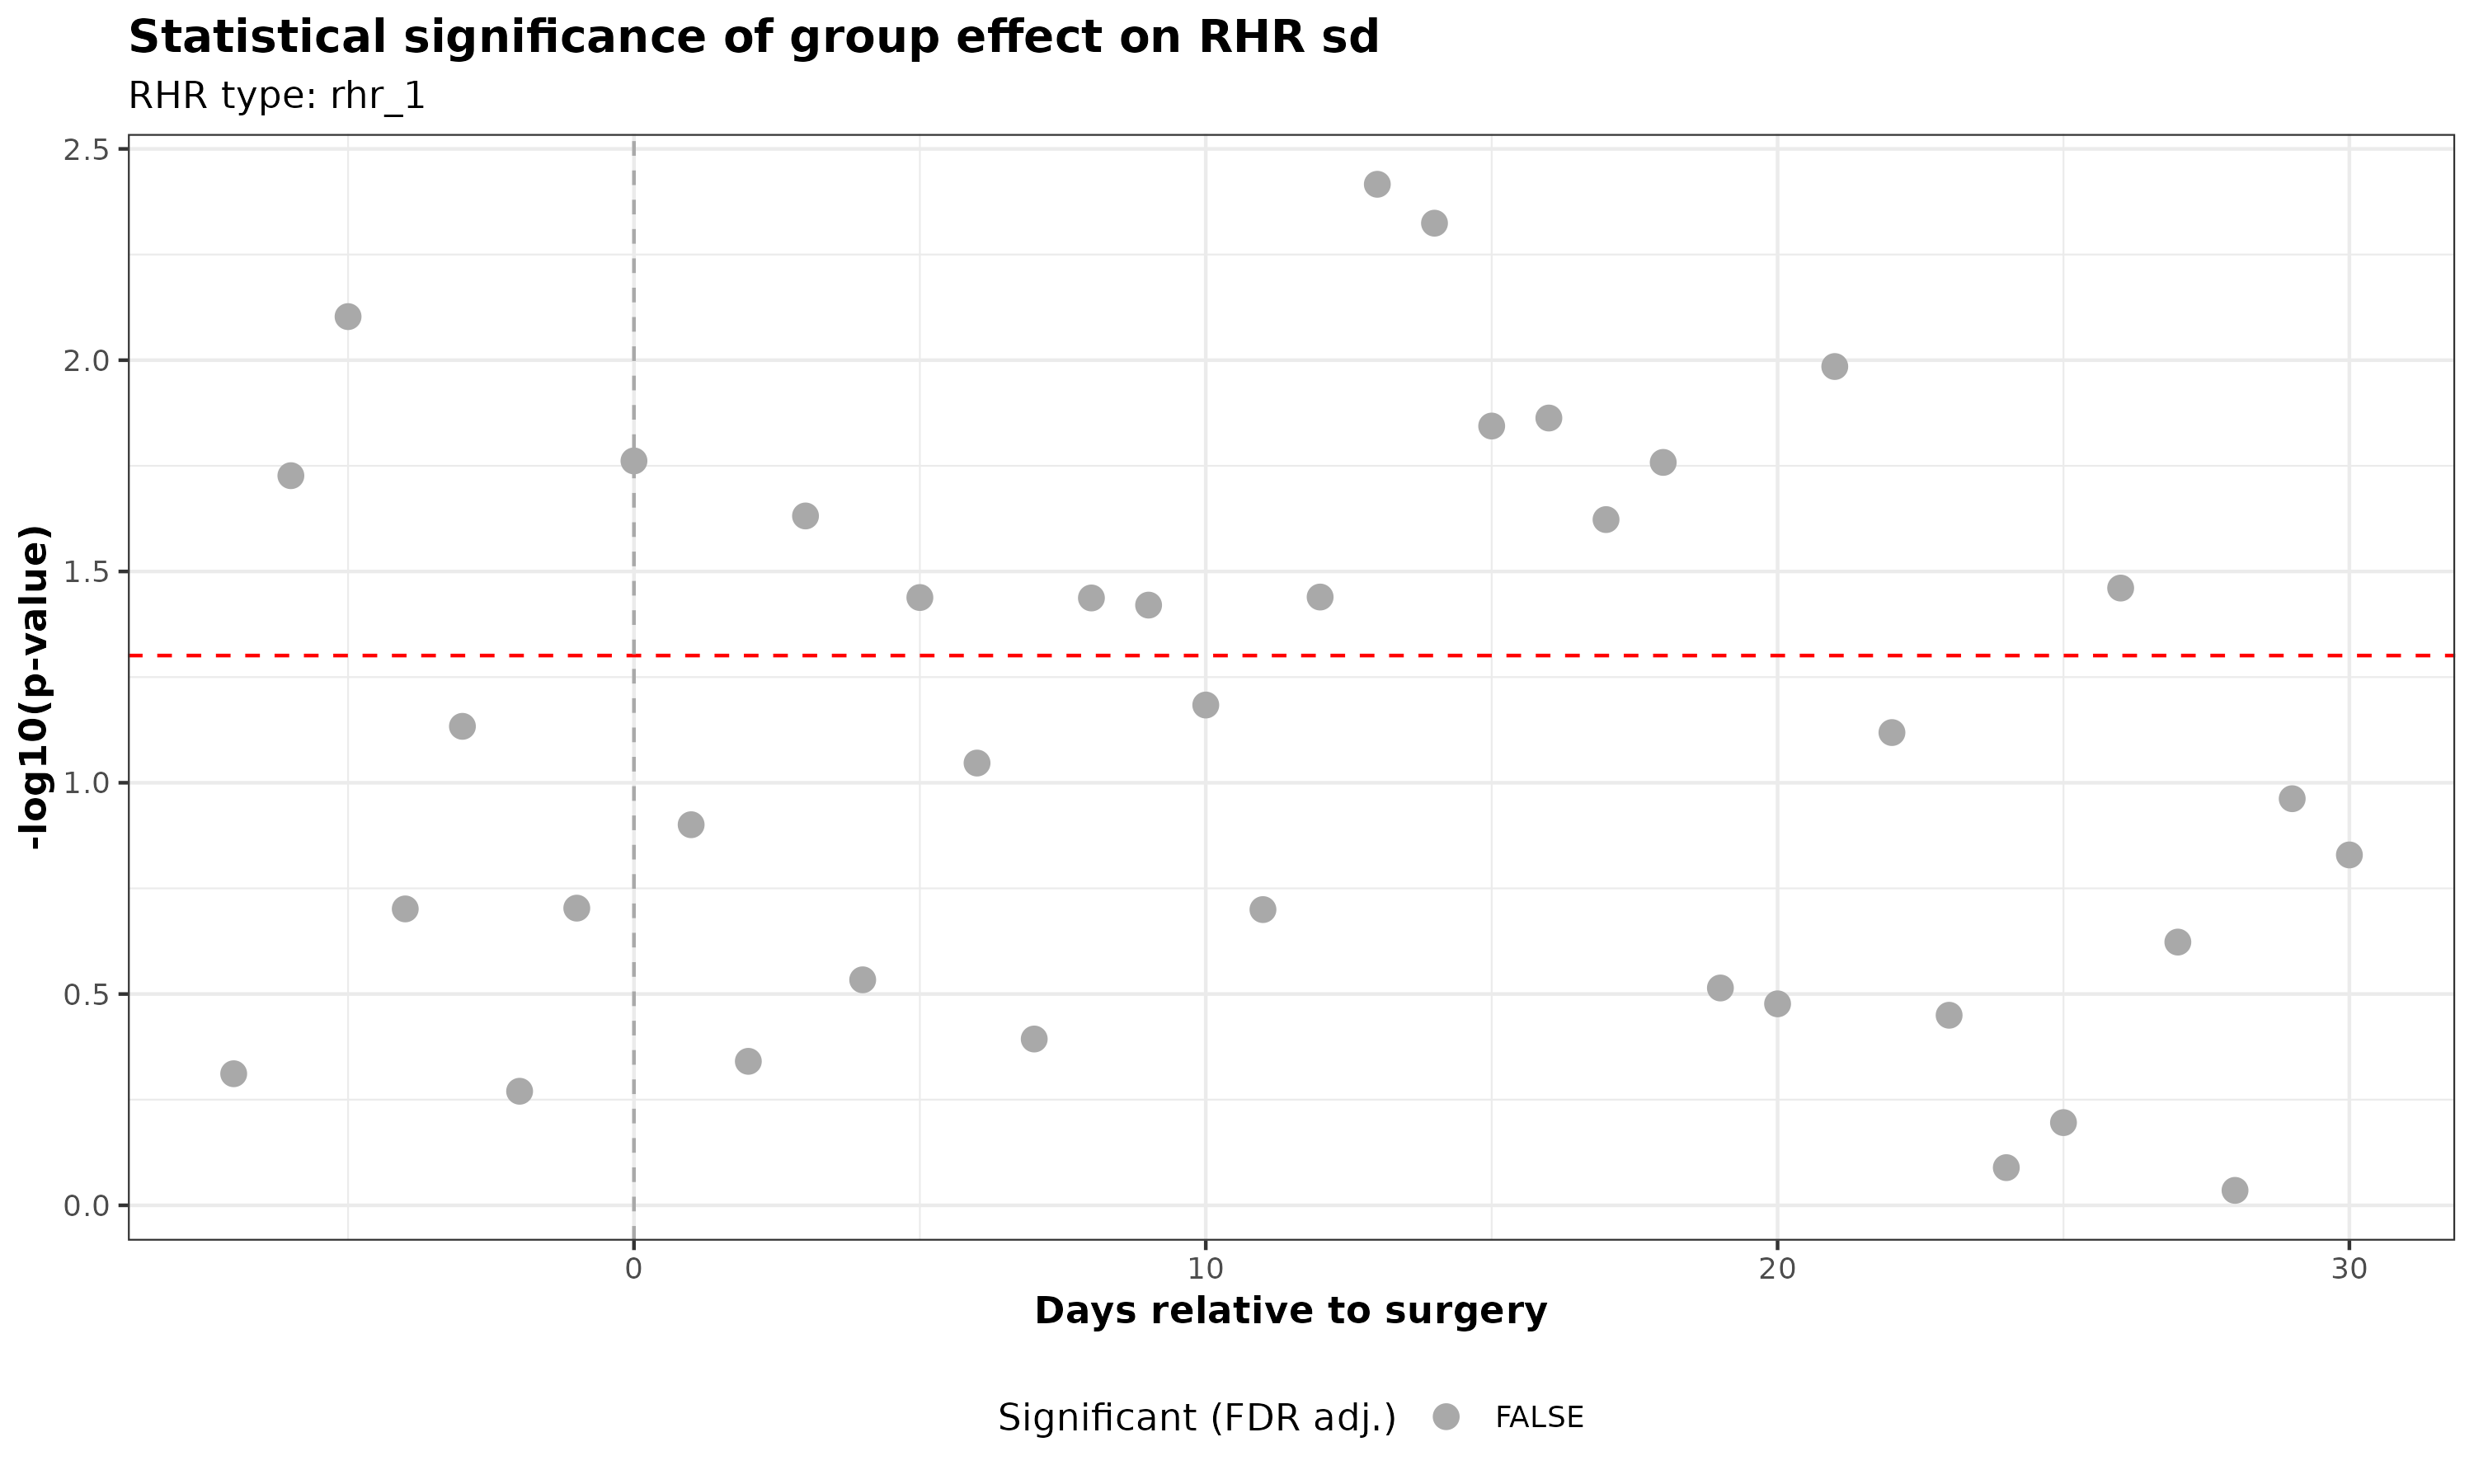 Statistical significance of group effect on RHR sd
RHR type: rhr_1
-log10(p-value)
2.5
2.0
1.5
1.0
0.5
0.0
0 10 20 30
Days relative to surgery
Significant (FDR adj.) FALSE